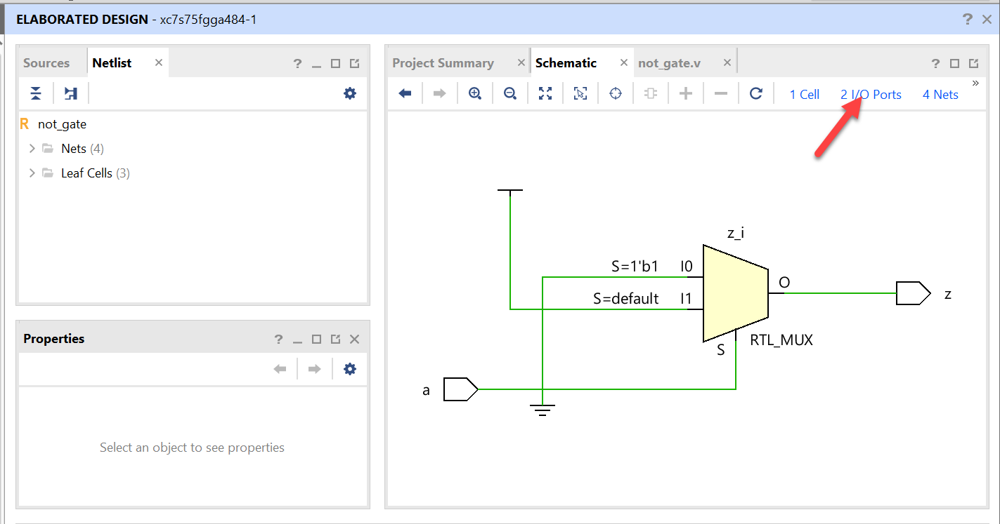 ELABORATED DESIGN - xc7s75fgga484-1
Sources Netlist
not_gate
Nets (4)
Leaf Cells (3)
Properties
Select an object to see properties
Project Summary Schematic not_gate.v
1 Cell 2 I/O Ports 4 Nets
z_i
S=1'b1 I0
O
z
S=default I1
RTL_MUX
S
a